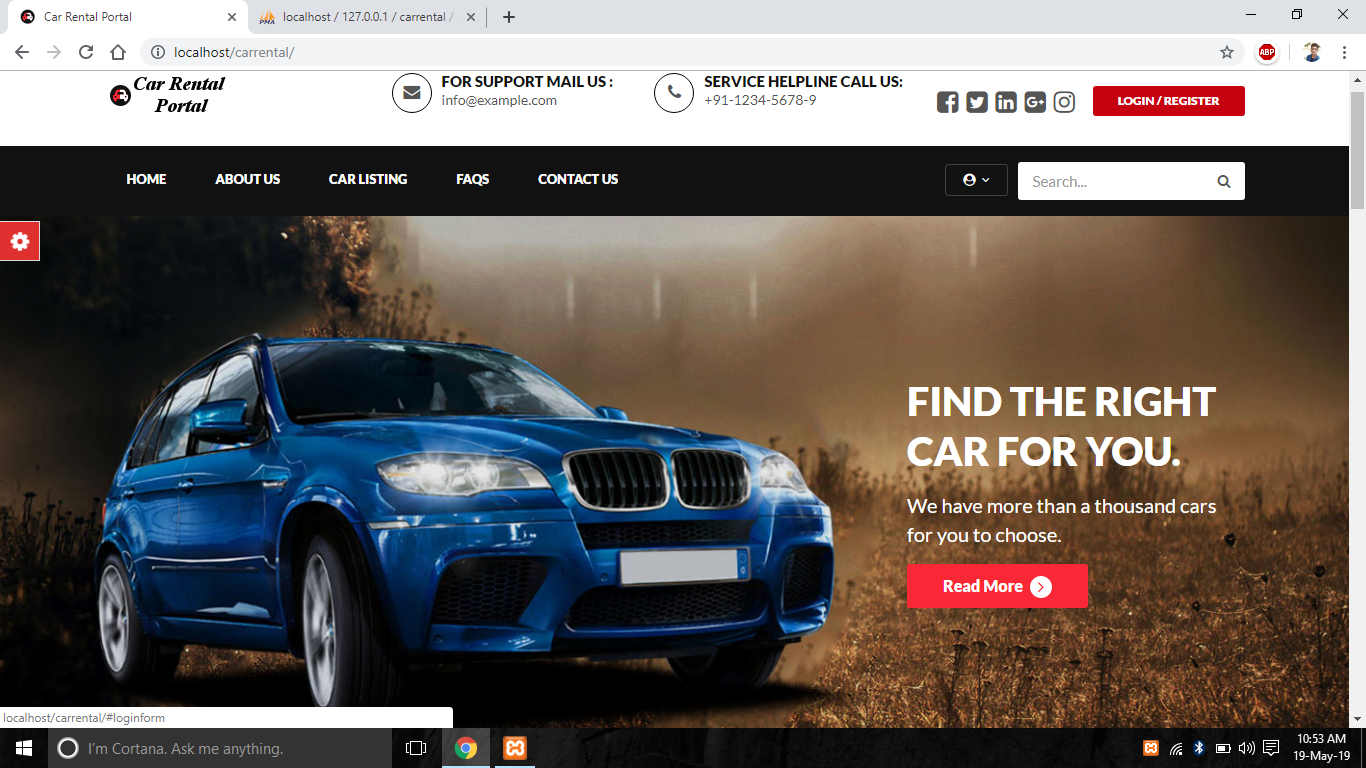 Car Rental Portal
localhost / 127.0.0.1 / carrental /
PMA
localhost/carrental/
ABP
Car Rental
Portal
FOR SUPPORT MAIL US :
info@example.com
SERVICE HELPLINE CALL US:
+91-1234-5678-9
LOGIN / REGISTER
HOME
ABOUT US
CAR LISTING
FAQS
CONTACT US
Search...
FIND THE RIGHT
CAR FOR YOU.
We have more than a thousand cars
for you to choose.
Read More
localhost/carrental/#loginform
I'm Cortana. Ask me anything.
10:53 AM
19-May-19